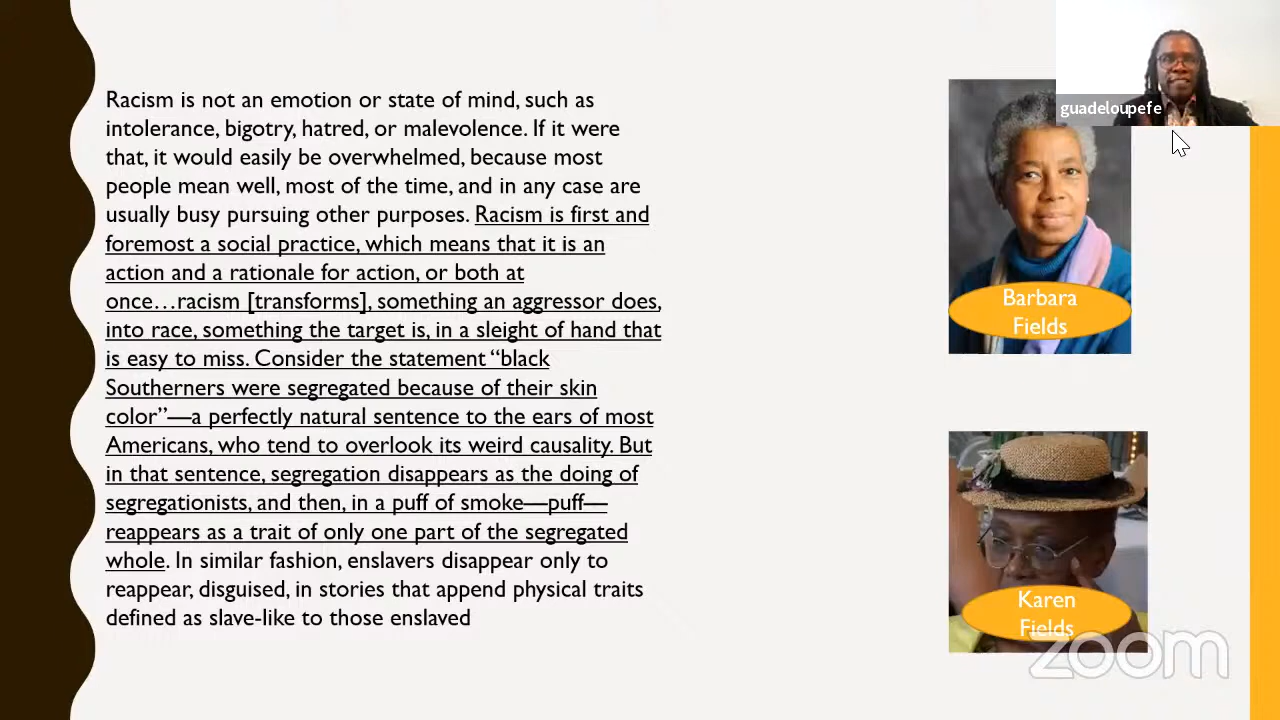 Racism is not an emotion or state of mind, such as
intolerance, bigotry, hatred, or malevolence. If it were
that, it would easily be overwhelmed, because most
people mean well, most of the time, and in any case are
usually busy pursuing other purposes. Racism is first and
foremost a social practice, which means that it is an
action and a rationale for action, or both at
once…racism [transforms], something an aggressor does,
into race, something the target is, in a sleight of hand that
is easy to miss. Consider the statement “black
Southerners were segregated because of their skin
color”—a perfectly natural sentence to the ears of most
Americans, who tend to overlook its weird causality. But
in that sentence, segregation disappears as the doing of
segregationists, and then, in a puff of smoke—puff—
reappears as a trait of only one part of the segregated
whole. In similar fashion, enslavers disappear only to
reappear, disguised, in stories that append physical traits
defined as slave-like to those enslaved
guadeloupefe
Barbara
Fields
Karen
Fields
zoom